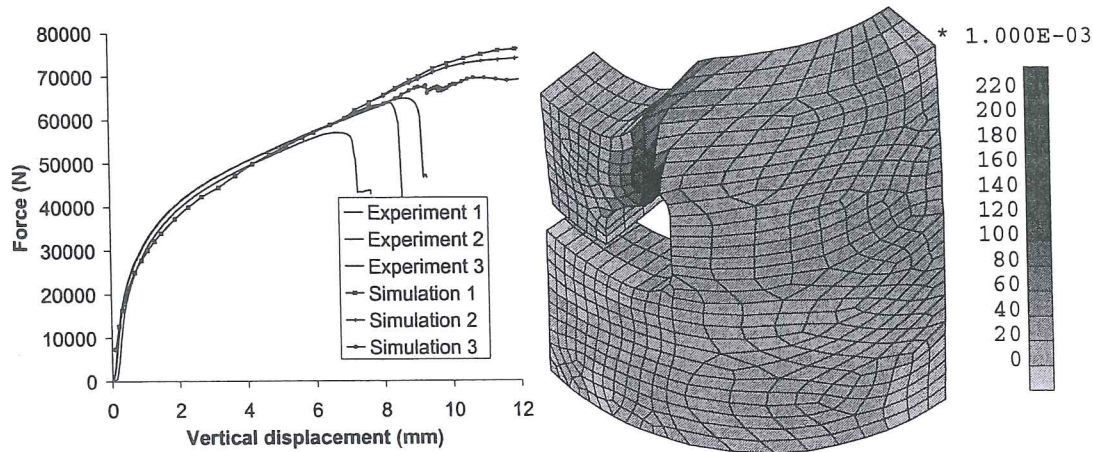 80000
70000
60000
50000
40000
30000
20000
10000
0
Force (N)
0 2 4 6 8 10 12
Vertical displacement (mm)
Experiment 1
Experiment 2
Experiment 3
Simulation 1
Simulation 2
Simulation 3
* 1.000E-03
220
200
180
160
140
120
100
80
60
40
20
0